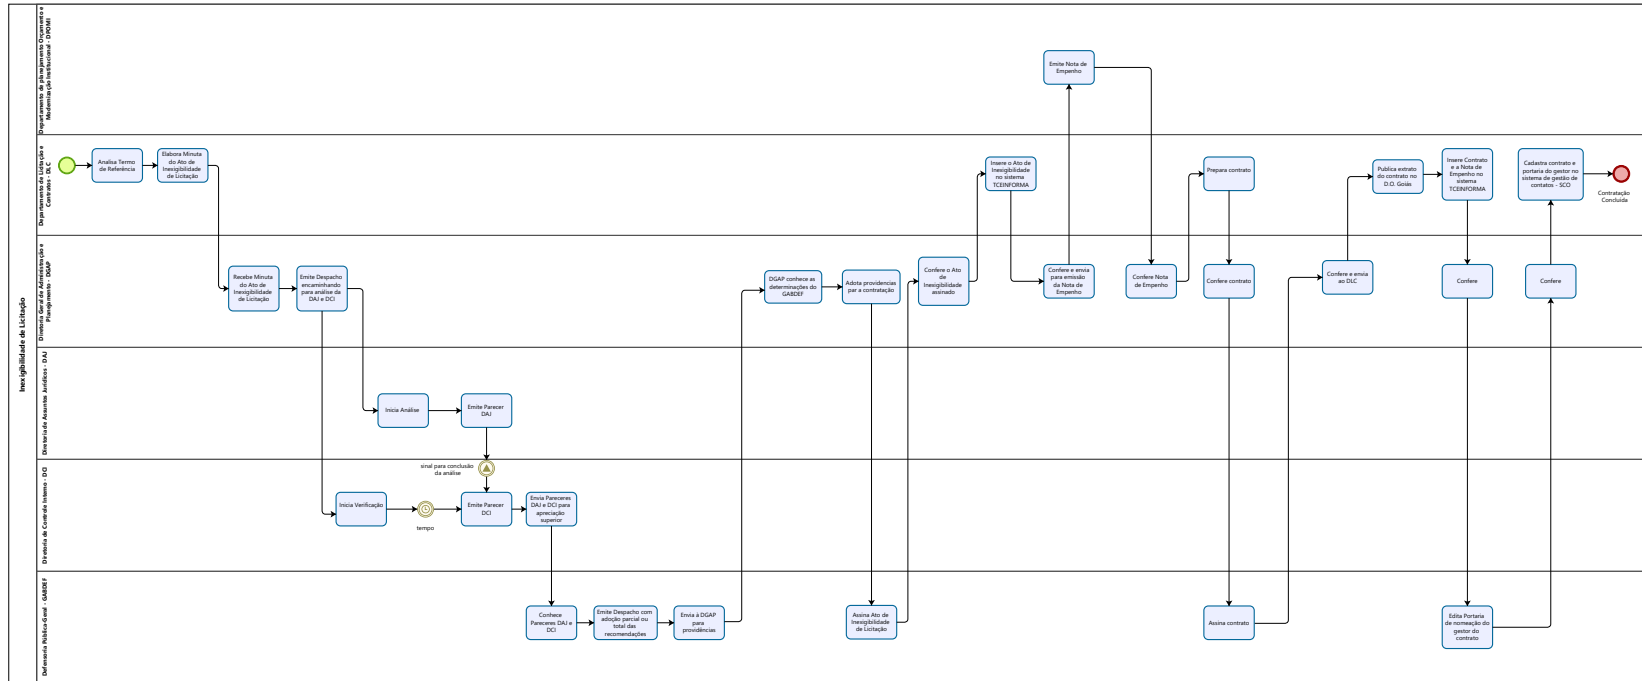 Inexigibilidade de Licitação
Departamento de planejamento Orçamento e
Modernização Institucional - DPOMI
Emite Nota de
Empenho
Departamento de Licitação e
Contratos - DLC
Analisa Termo
de Referência
Elabora Minuta
do Ato de
Inexigibilidade
de Licitação
Insere o Ato de
Inexigibilidade
no sistema
TCEINFORMA
Prepara contrato
Publica extrato
do contrato no
D.O. Goiás
Insere Contrato
e a Nota de
Empenho no
sistema
TCEINFORMA
Cadastra contrato e
portaria do gestor no
sistema de gestão de
contatos - SCO
Contratação
Concluida
Diretoria Geral de Administração e
Planejamento - DGAP
Recebe Minuta
do Ato de
Inexigibilidade
de Licitação
Emite Despacho
encaminhando
para análise da
DAJ e DCI
DGAP conhece as
determinações do
GABDEF
Adota providencias
par a contratação
Confere o Ato
de
Inexigibilidade
assinado
Confere e envia
para emissão
da Nota de
Empenho
Confere Nota
de Empenho
Confere contrato
Confere e envia
ao DLC
Confere
Confere
Diretoria de Assuntos Jurídicos - DAJ
Inicia Análise
Emite Parecer
DAJ
sinal para conclusão
da análise
Diretoria de Controle Interno - DCI
Inicia Verificação
tempo
Emite Parecer
DCI
Envia Pareceres
DAJ e DCI para
apreciação
superior
Defensoria Pública-Geral - GABDEF
Conhece
Pareceres DAJ e
DCI
Emite Despacho com
adoção parcial ou
total das
recomendações
Envia à DGAP
para
providências
Assina Ato de
Inexigibilidade
de Licitação
Assina contrato
Edita Portaria
de nomeação do
gestor do
contrato